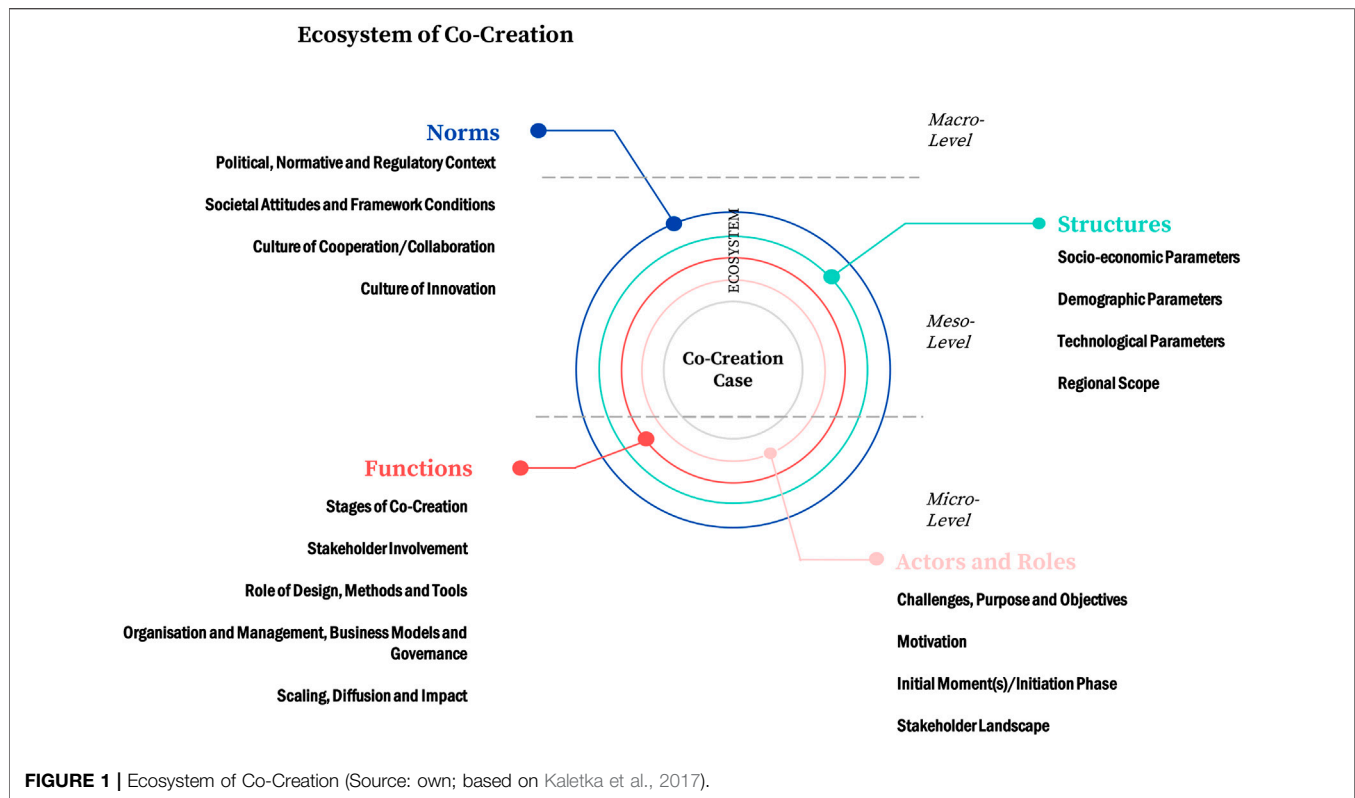 Ecosystem of Co-Creation
Norms
Political, Normative and Regulatory Context
Societal Attitudes and Framework Conditions
Culture of Cooperation/Collaboration
Culture of Innovation
Macro-
Level
Structures
Socio-economic Parameters
Demographic Parameters
Technological Parameters
Regional Scope
ECOSYSTEM
Meso-
Level
Co-Creation
Case
Functions
Stages of Co-Creation
Stakeholder Involvement
Role of Design, Methods and Tools
Organisation and Management, Business Models and
Governance
Scaling, Diffusion and Impact
Micro-
Level
Actors and Roles
Challenges, Purpose and Objectives
Motivation
Initial Moment(s)/Initiation Phase
Stakeholder Landscape
FIGURE 1 | Ecosystem of Co-Creation (Source: own; based on Kaletka et al., 2017).